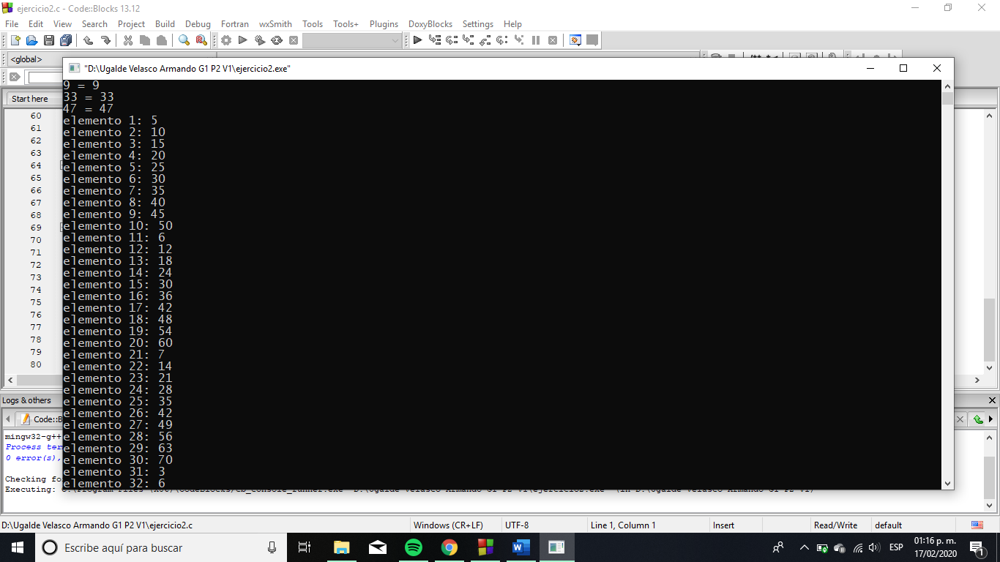 ejercicio2.c - Code::Blocks 13.12
File Edit View Search Project Build Debug Fortran wxSmith Tools Tools+ Plugins DoxyBlocks Settings Help
<global>
"D:\Ugalde Velasco Armando G1 P2 V1\ejercicio2.exe"
Start here
9 = 9
33 = 33
47 = 47
elemento 1: 5
elemento 2: 10
elemento 3: 15
elemento 4: 20
elemento 5: 25
elemento 6: 30
elemento 7: 35
elemento 8: 40
elemento 9: 45
elemento 10: 50
elemento 11: 6
elemento 12: 12
elemento 13: 18
elemento 14: 24
elemento 15: 30
elemento 16: 36
elemento 17: 42
elemento 18: 48
elemento 19: 54
elemento 20: 60
elemento 21: 7
elemento 22: 14
elemento 23: 21
elemento 24: 28
elemento 25: 35
elemento 26: 42
elemento 27: 49
elemento 28: 56
elemento 29: 63
elemento 30: 70
elemento 31: 3
elemento 32: 6
60
61
62
63
64
65
66
67
68
69
70
71
72
73
74
75
76
77
78
79
80
Logs & others
Code::B
mingw32-g++
Process ter
0 error(s),
Checking fo
Executing:
D:\Ugalde Velasco Armando G1 P2 V1\ejercicio2.c Windows (CR+LF) UTF-8 Line 1, Column 1 Insert Read/Write default
Escribe aquí para buscar
ESP
01:16 p. m.
17/02/2020
1